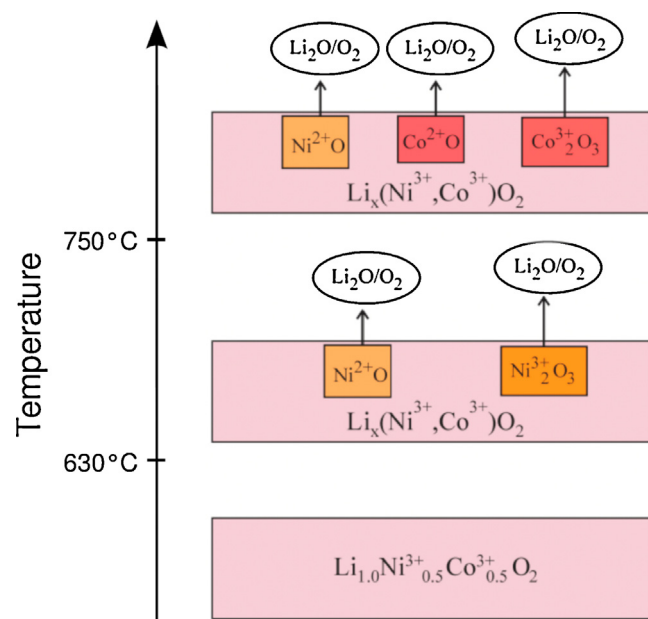 Li₂O/O₂ Li₂O/O₂ Li₂O/O₂
Ni²⁺O Co²⁺O Co³⁺₂O₃
Liₓ(Ni³⁺,Co³⁺)O₂
750°C
Li₂O/O₂ Li₂O/O₂
Ni²⁺O Ni³⁺₂O₃
Liₓ(Ni³⁺,Co³⁺)O₂
630°C
Li₁.₀Ni³⁺₀.₅Co³⁺₀.₅O₂
Temperature